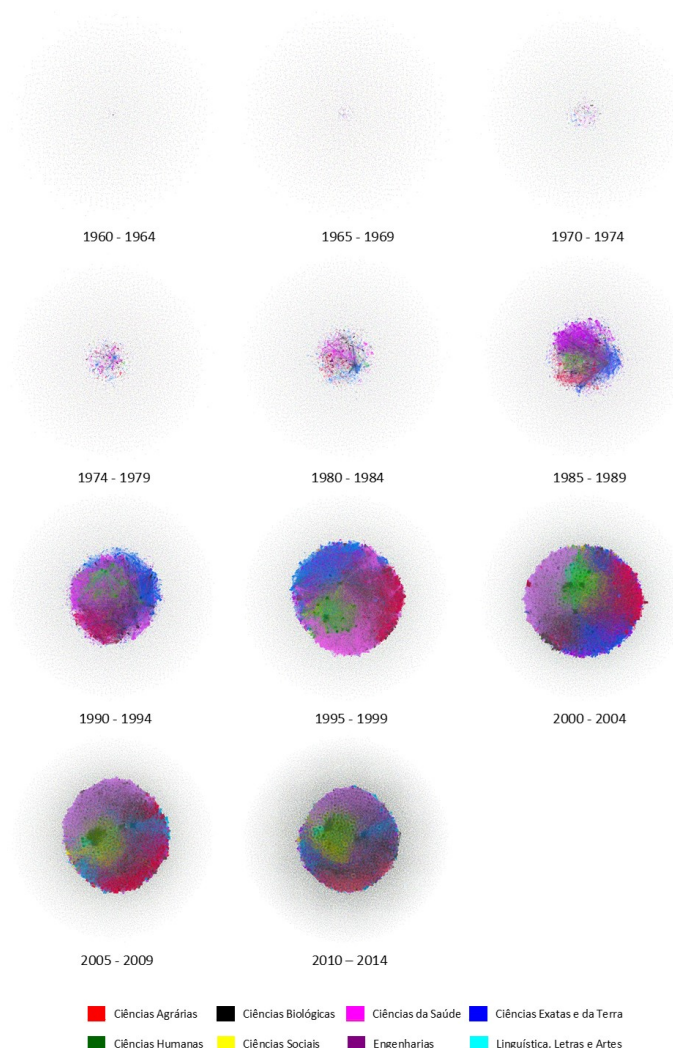 1960 - 1964 1965 - 1969 1970 - 1974
1974 - 1979 1980 - 1984 1985 - 1989
1990 - 1994 1995 - 1999 2000 - 2004
2005 - 2009 2010 – 2014
Ciências Agrárias Ciências Biológicas Ciências da Saúde Ciências Exatas e da Terra
Ciências Humanas Ciências Sociais Engenharias Linguística, Letras e Artes